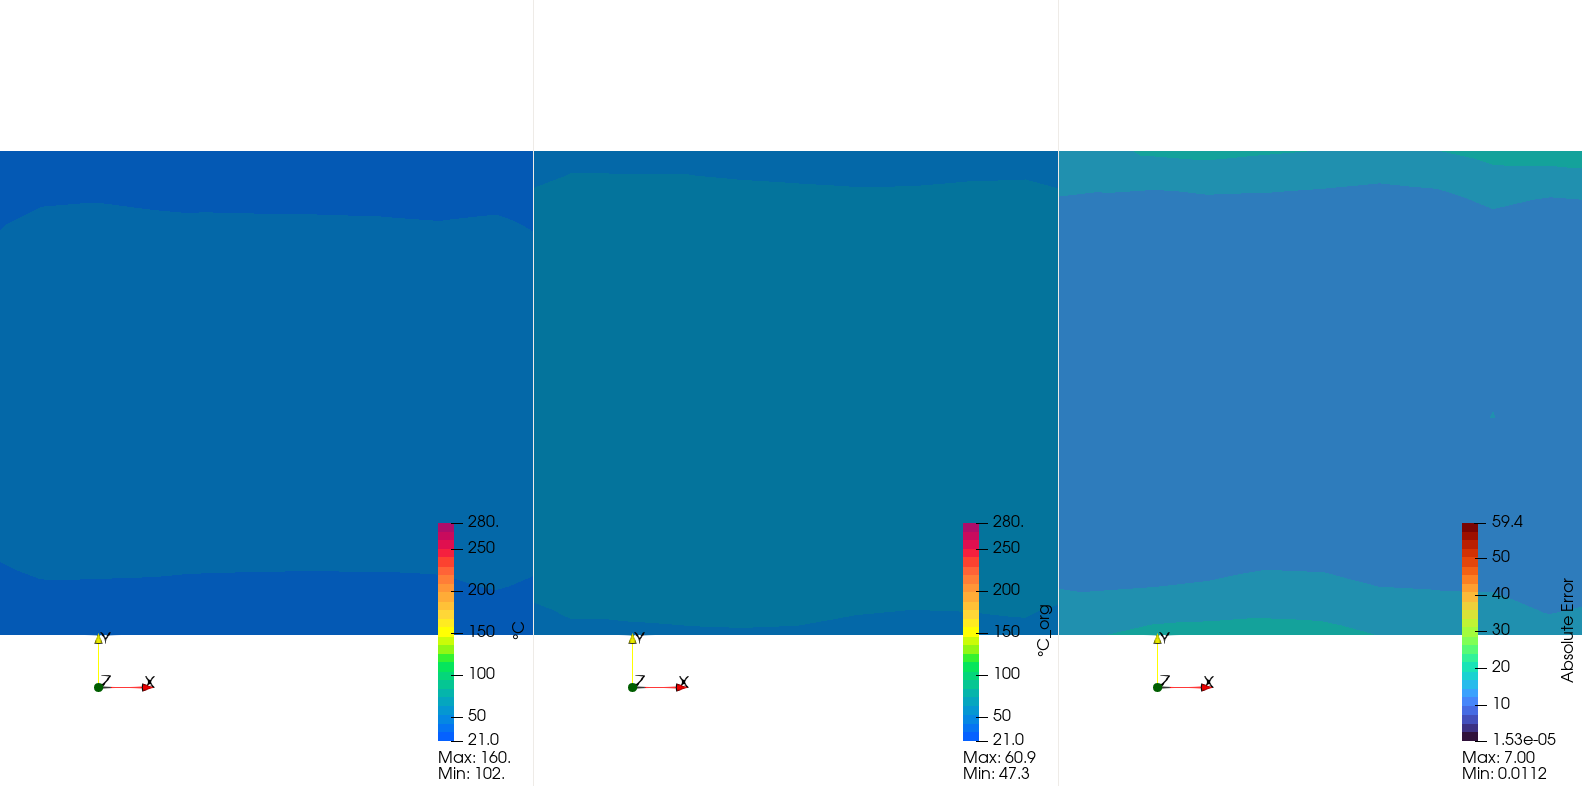 280.
250
200
150
100
50
21.0
°C
Max: 160.
Min: 102.
Y
Z
X
280.
250
200
150
100
50
21.0
°C_org
Max: 60.9
Min: 47.3
Y
Z
X
59.4
50
40
30
20
10
1.53e-05
Absolute Error
Max: 7.00
Min: 0.0112
Y
Z
X